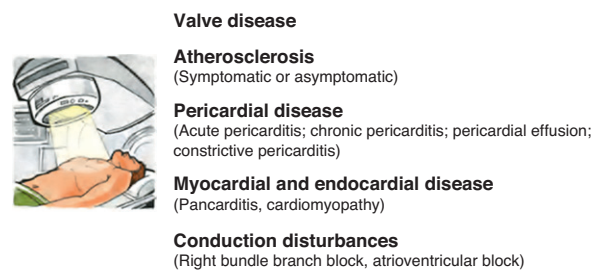 Valve disease
Atherosclerosis
(Symptomatic or asymptomatic)
Pericardial disease
(Acute pericarditis; chronic pericarditis; pericardial effusion;
constrictive pericarditis)
Myocardial and endocardial disease
(Pancarditis, cardiomyopathy)
Conduction disturbances
(Right bundle branch block, atrioventricular block)